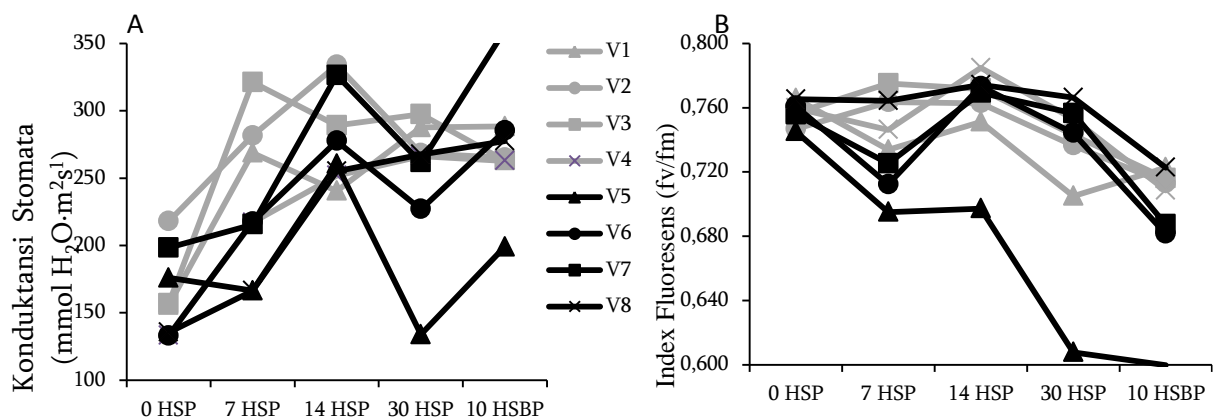 A
Konduktansi Stomata
(mmol H₂O·m²s¹)
350
300
250
200
150
100
0 HSP 7 HSP 14 HSP 30 HSP 10 HSBP
V1
V2
V3
V4
V5
V6
V7
V8
B
Index Fluoresens (fv/fm)
0,800
0,760
0,720
0,680
0,640
0,600
0 HSP 7 HSP 14 HSP 30 HSP 10 HSBP